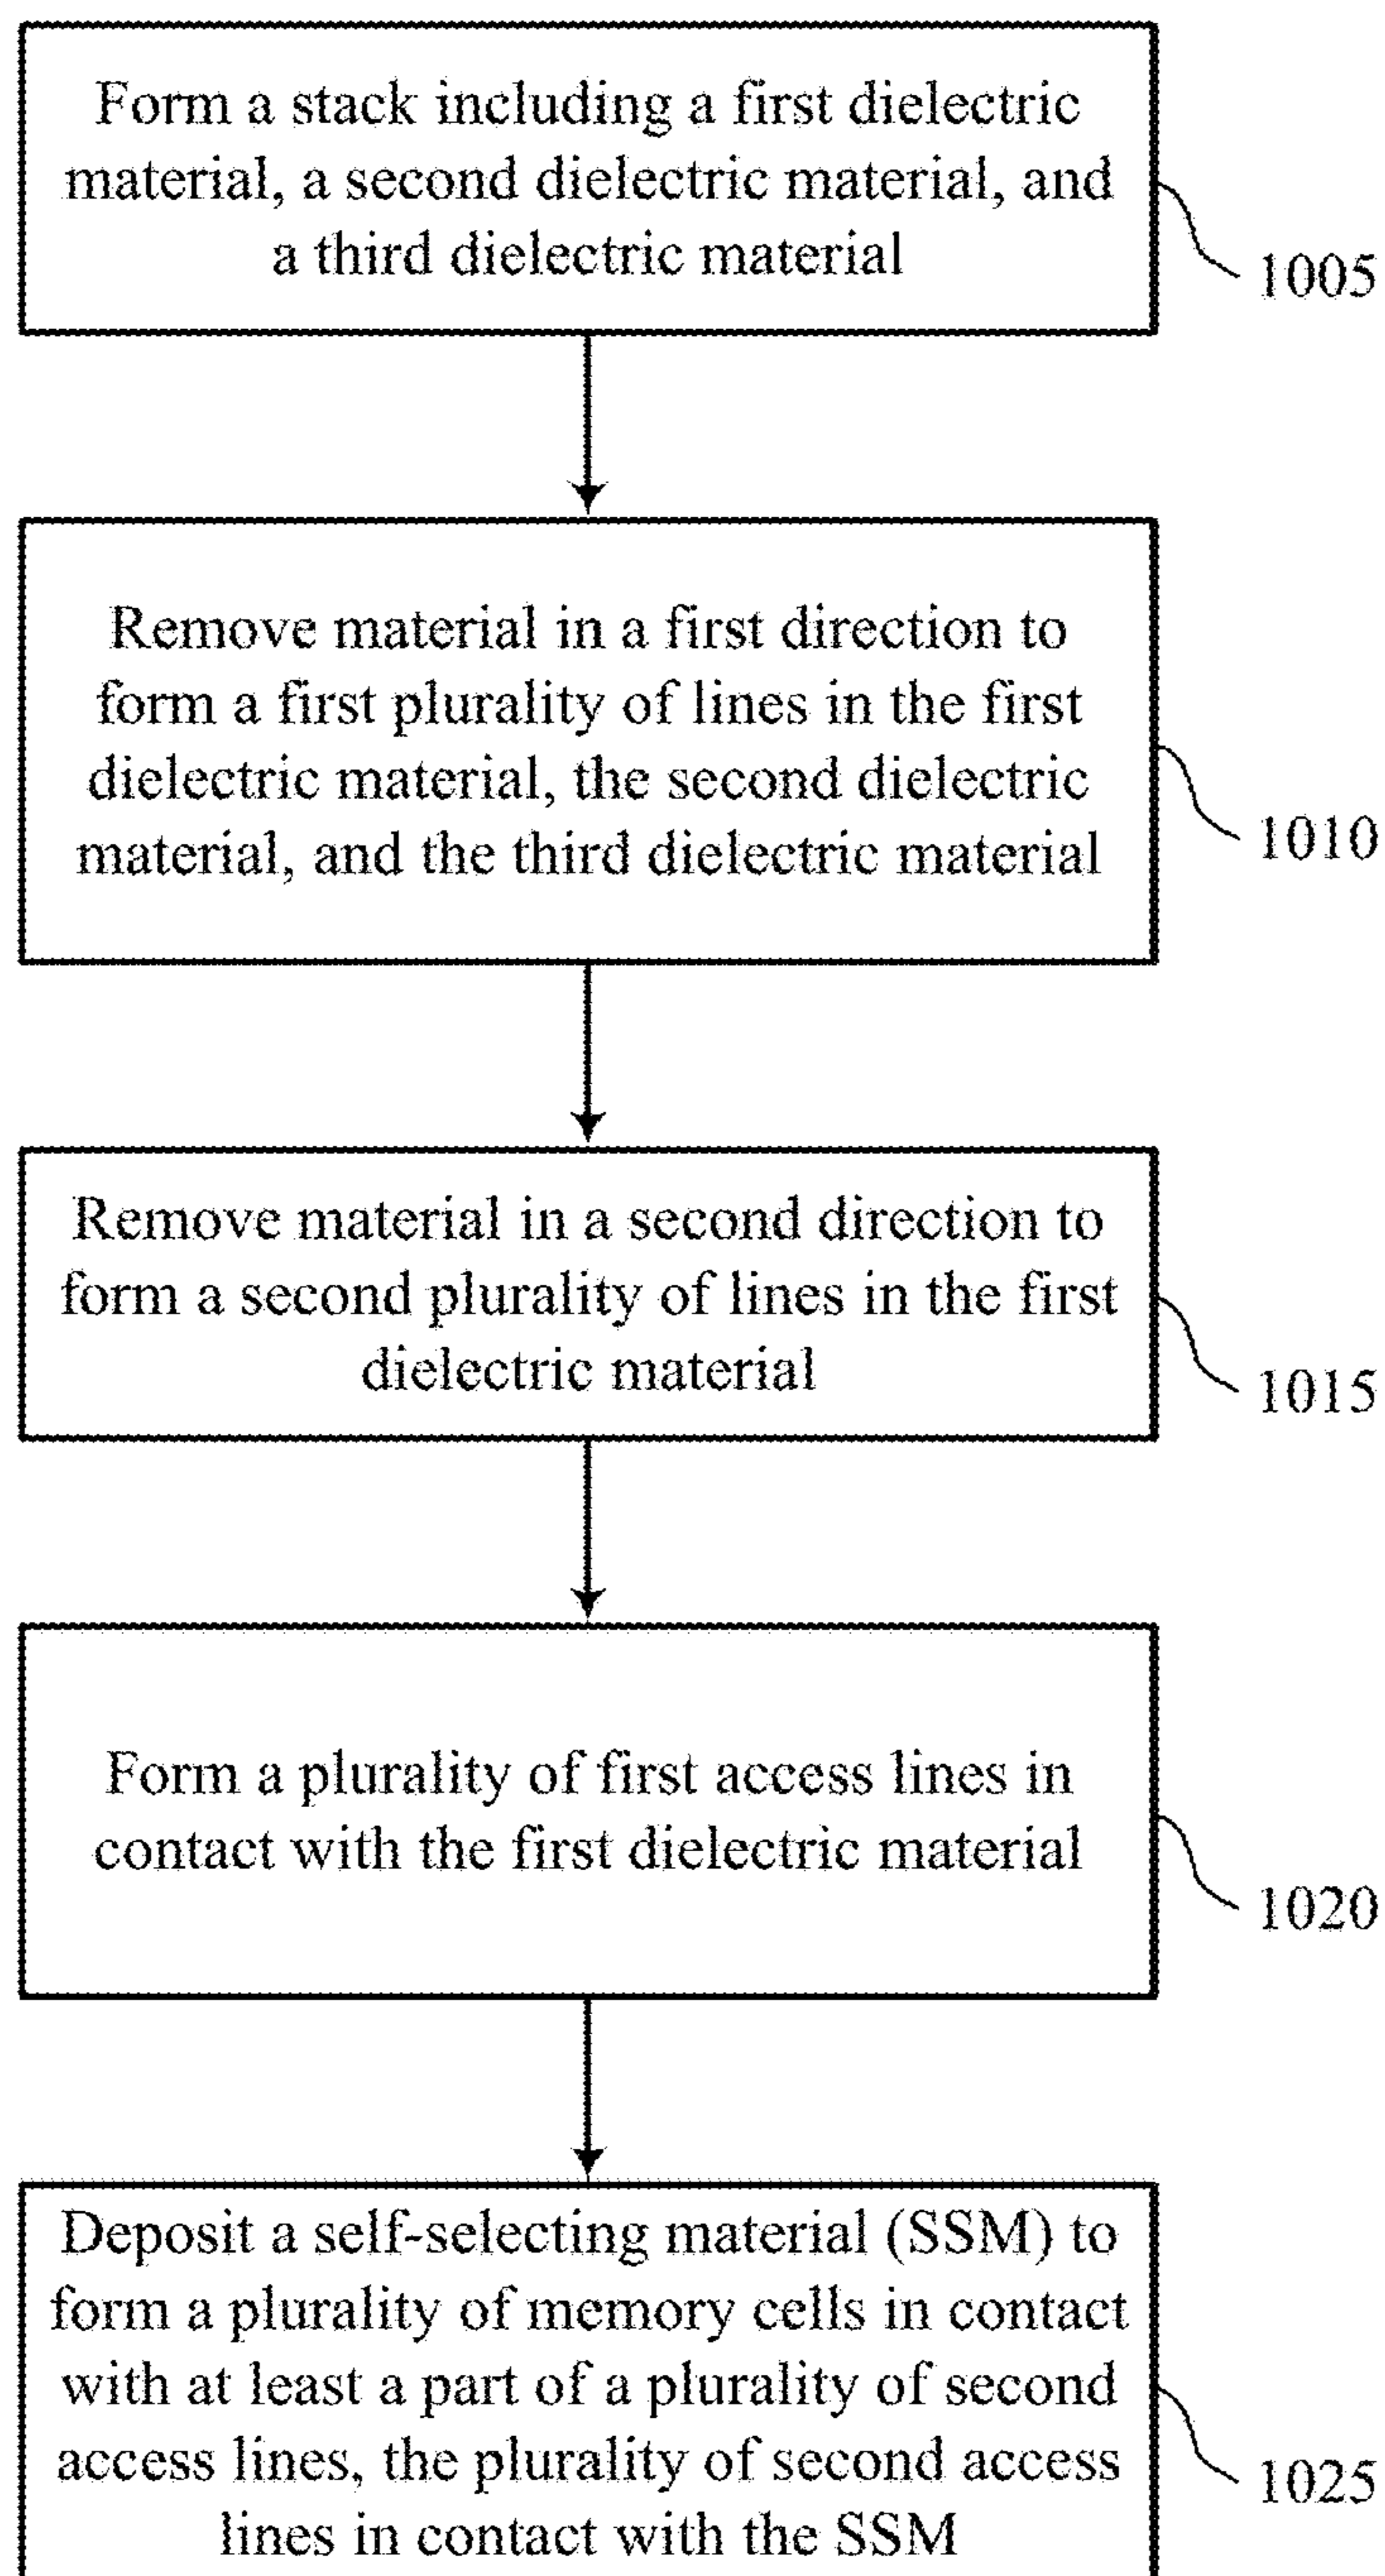 Form a stack including a first dielectric
material, a second dielectric material, and
a third dielectric material
1005
Remove material in a first direction to
form a first plurality of lines in the first
dielectric material, the second dielectric
material, and the third dielectric material
1010
Remove material in a second direction to
form a second plurality of lines in the first
dielectric material
1015
Form a plurality of first access lines in
contact with the first dielectric material
1020
Deposit a self-selecting material (SSM) to
form a plurality of memory cells in contact
with at least a part of a plurality of second
access lines, the plurality of second access
lines in contact with the SSM
1025